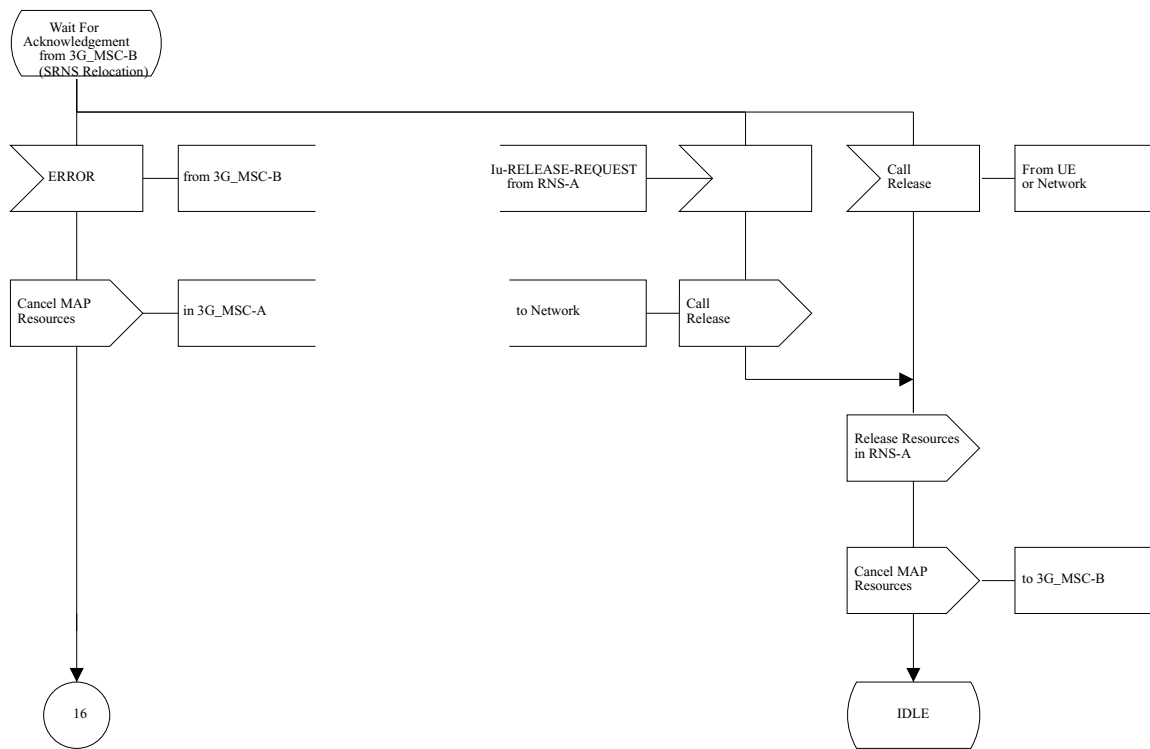 Wait For
Acknowledgement
from 3G_MSC-B
(SRNS Relocation)
ERROR
from 3G_MSC-B
Iu-RELEASE-REQUEST
from RNS-A
Call
Release
From UE
or Network
Cancel MAP
Resources
in 3G_MSC-A
to Network
Call
Release
Release Resources
in RNS-A
Cancel MAP
Resources
to 3G_MSC-B
16
IDLE